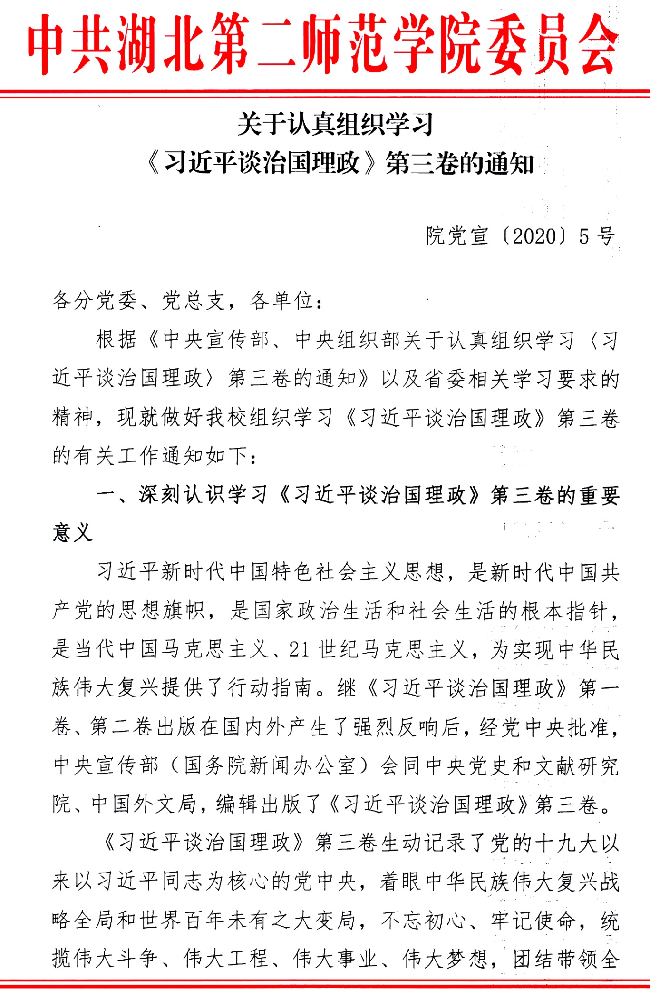 中共湖北第二师范学院委员会
关于认真组织学习
《习近平谈治国理政》第三卷的通知
院党宣〔2020〕5号
各分党委、党总支，各单位：
根据《中央宣传部、中央组织部关于认真组织学习〈习
近平谈治国理政〉第三卷的通知》以及省委相关学习要求的
精神，现就做好我校组织学习《习近平谈治国理政》第三卷
的有关工作通知如下：
一、深刻认识学习《习近平谈治国理政》第三卷的重要
意义
习近平新时代中国特色社会主义思想，是新时代中国共
产党的思想旗帜，是国家政治生活和社会生活的根本指针，
是当代中国马克思主义、21世纪马克思主义，为实现中华民
族伟大复兴提供了行动指南。继《习近平谈治国理政》第一
卷、第二卷出版在国内外产生了强烈反响后，经党中央批准，
中央宣传部（国务院新闻办公室）会同中央党史和文献研究
院、中国外文局，编辑出版了《习近平谈治国理政》第三卷。
《习近平谈治国理政》第三卷生动记录了党的十九大以
来以习近平同志为核心的党中央，着眼中华民族伟大复兴战
略全局和世界百年未有之大变局，不忘初心、牢记使命，统
揽伟大斗争、伟大工程、伟大事业、伟大梦想，团结带领全